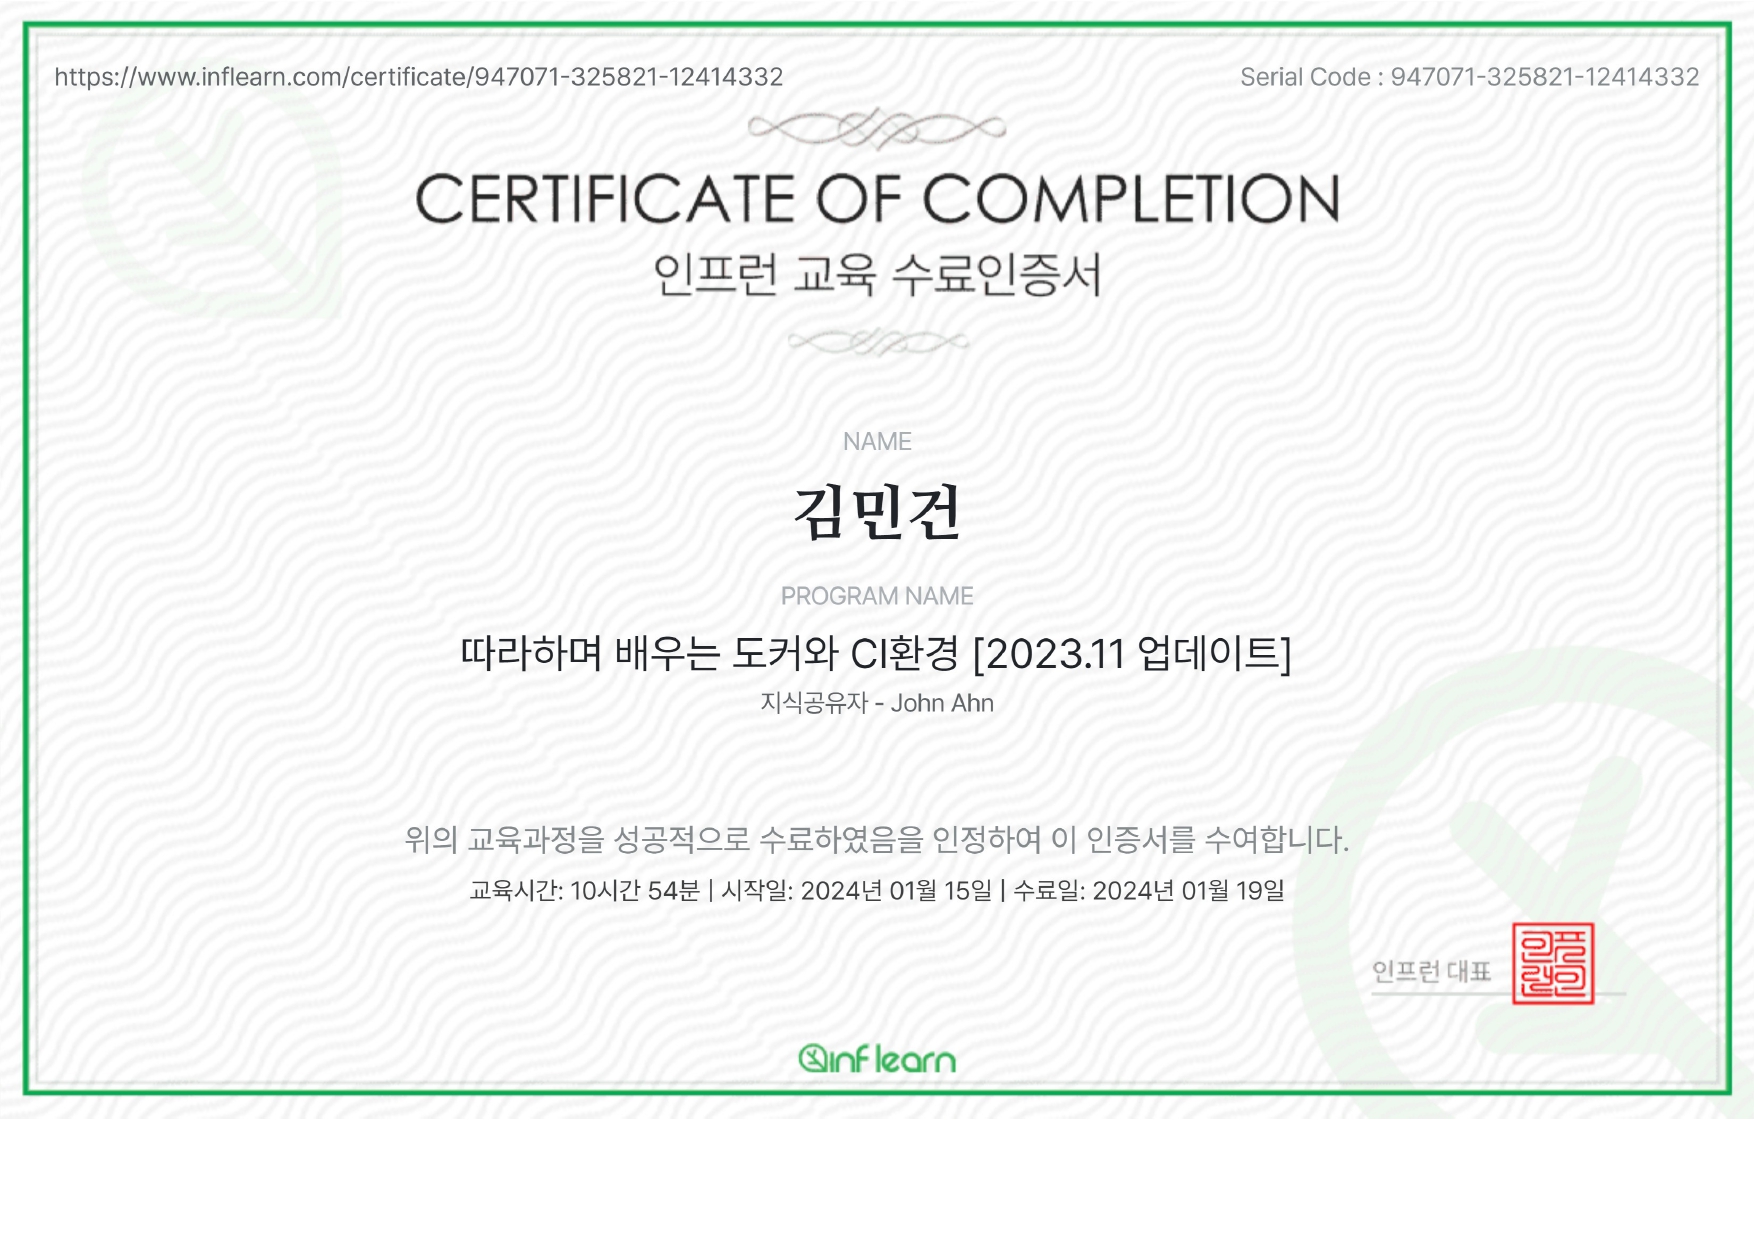 https://www.inflearn.com/certificate/947071-325821-12414332
Serial Code : 947071-325821-12414332
CERTIFICATE OF COMPLETION
인프런 교육 수료인증서
NAME
김민건
PROGRAM NAME
따라하며 배우는 도커와 CI환경 [2023.11 업데이트]
지식공유자 - John Ahn
위의 교육과정을 성공적으로 수료하였음을 인정하여 이 인증서를 수여합니다.
교육시간: 10시간 54분 | 시작일: 2024년 01월 15일 | 수료일: 2024년 01월 19일
인프런 대표
inflearn